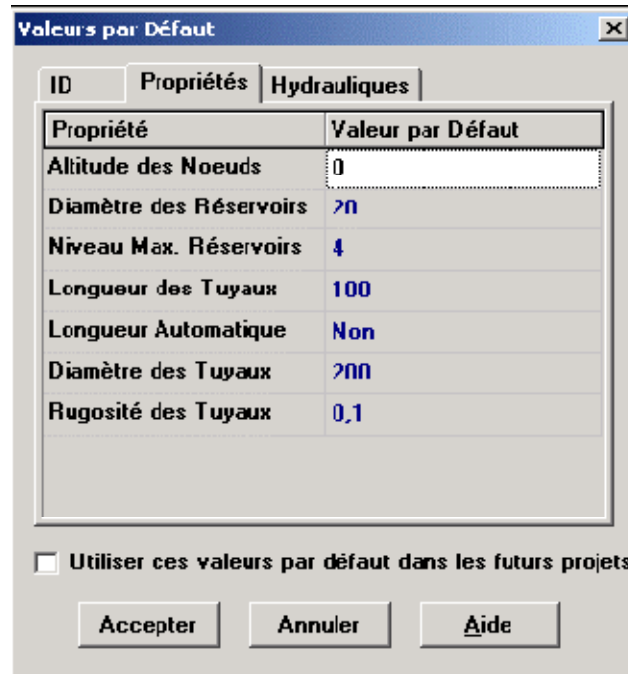 Valeurs par Défaut
ID Propriétés Hydrauliques
Propriété Valeur par Défaut
Altitude des Noeuds 0
Diamètre des Réservoirs 20
Niveau Max. Réservoirs 4
Longueur des Tuyaux 100
Longueur Automatique Non
Diamètre des Tuyaux 200
Rugosité des Tuyaux 0,1
Utiliser ces valeurs par défaut dans les futurs projets
Accepter Annuler Aide